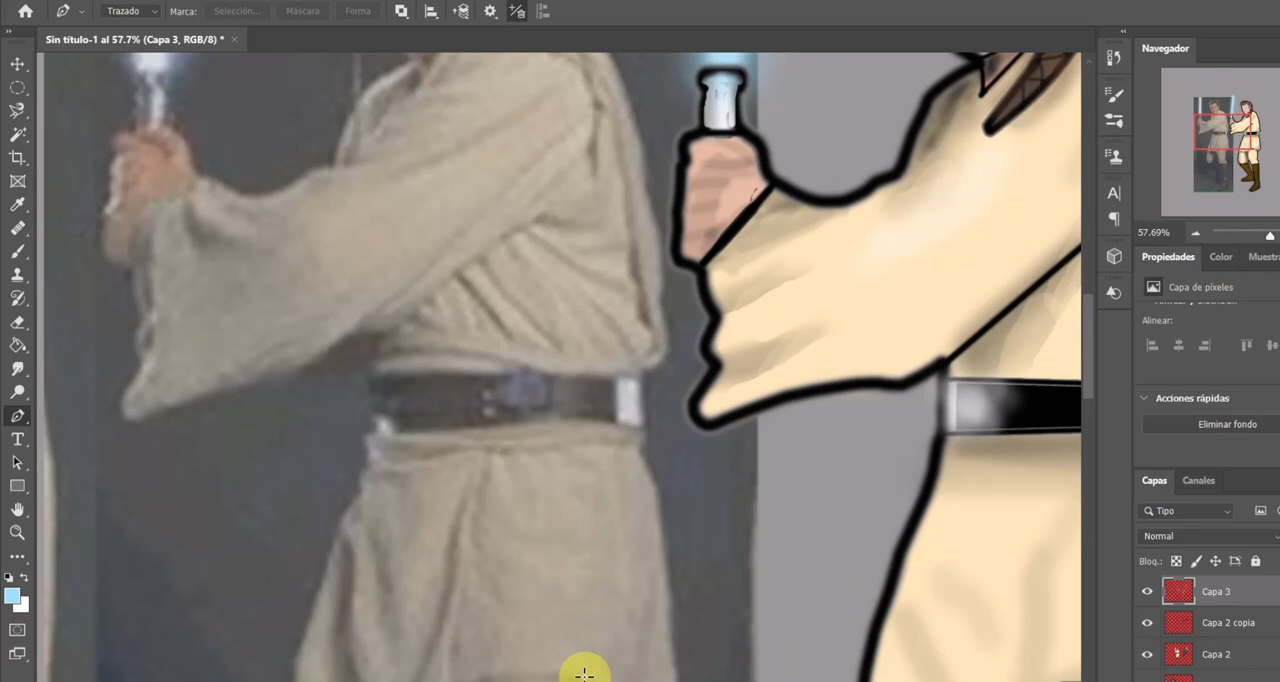 Trazado
Marca:
Selección...
Máscara
Forma
Sin título-1 al 57.7% (Capa 3, RGB/8) *
Navegador
57.69%
Propiedades
Color
Capa de píxeles
Alinear:
Acciones rápidas
Eliminar fondo
Capas
Canales
Tipo
Normal
Bloq.:
Capa 3
Capa 2 copia
Capa 2